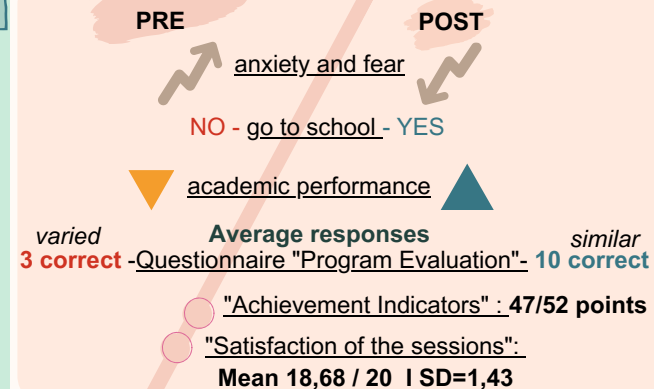 PRE POST
anxiety and fear
NO - go to school - YES
academic performance
varied Average responses similar
3 correct -Questionnaire "Program Evaluation"- 10 correct
"Achievement Indicators" : 47/52 points
"Satisfaction of the sessions":
Mean 18,68 / 20 I SD=1,43